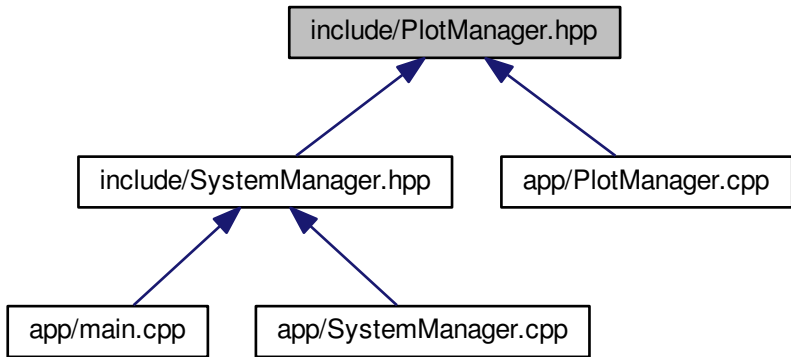 include/PlotManager.hpp
include/SystemManager.hpp
app/PlotManager.cpp
app/main.cpp
app/SystemManager.cpp